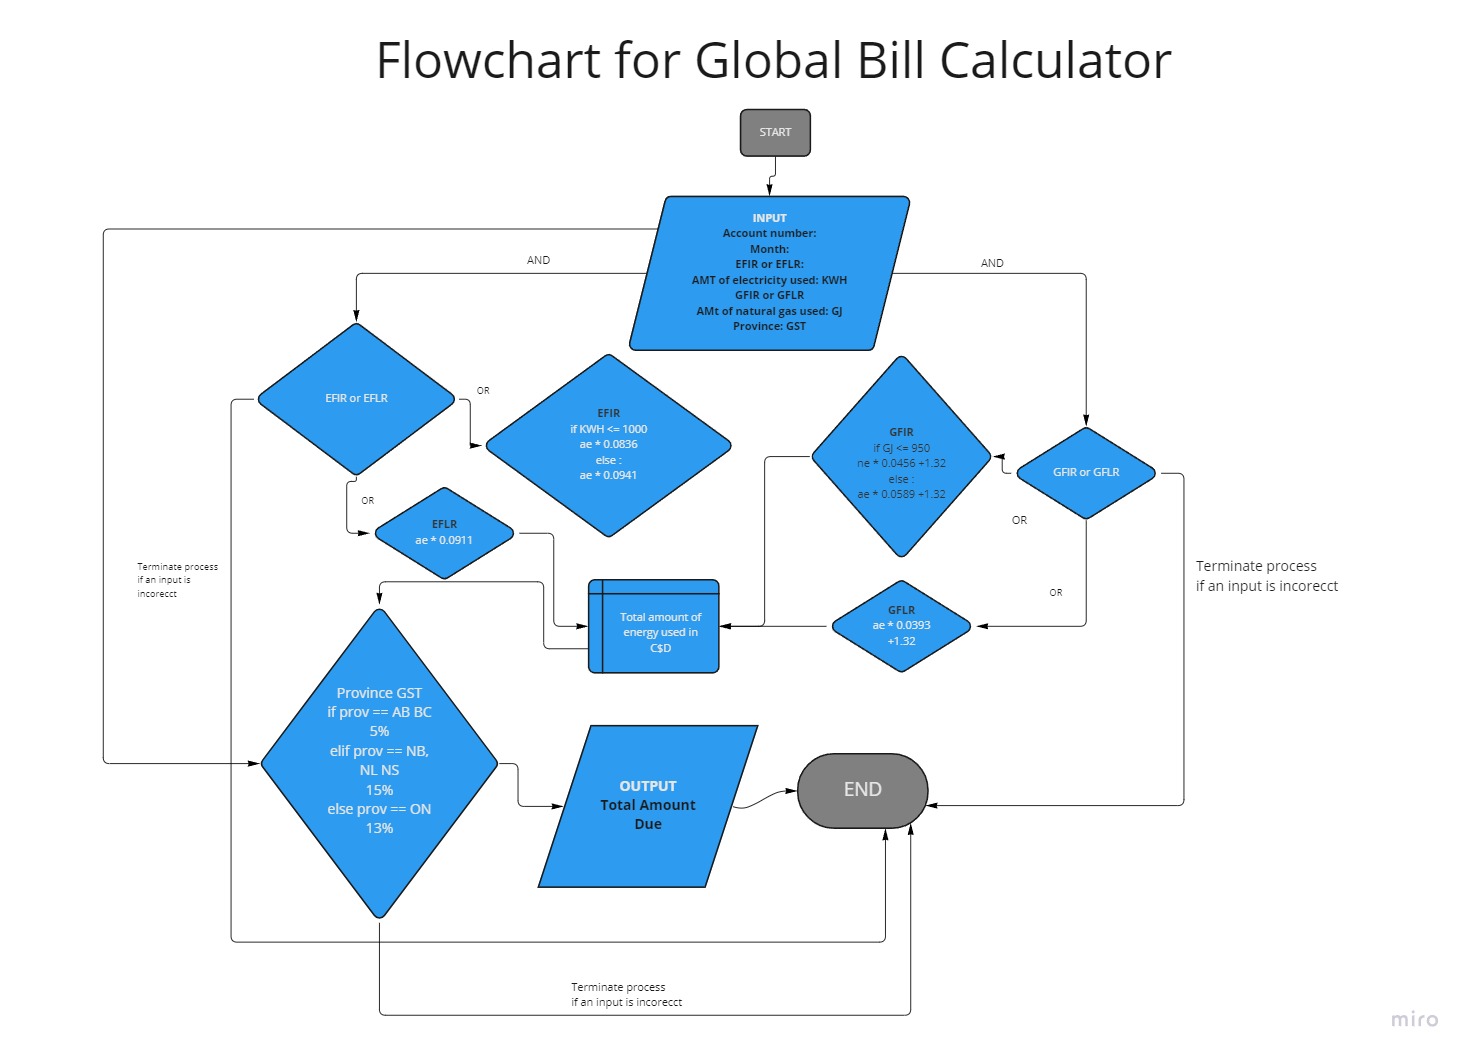 Flowchart for Global Bill Calculator
START
INPUT
Account number:
Month:
EFIR or EFLR:
AMT of electricity used: KWH
GFIR or GFLR
AMt of natural gas used: GJ
Province: GST
AND
AND
EFIR or EFLR
OR
EFIR
if KWH <= 1000
ae * 0.0836
else :
ae * 0.0941
GFIR
if GJ <= 950
ne * 0.0456 +1.32
else :
ae * 0.0589 +1.32
GFIR or GFLR
OR
OR
EFLR
ae * 0.0911
Terminate process
if an input is
incorecct
Terminate process
if an input is incorecct
OR
Total amount of
energy used in
C$D
GFLR
ae * 0.0393
+1.32
Province GST
if prov == AB BC
5%
elif prov == NB,
NL NS
15%
else prov == ON
13%
OUTPUT
Total Amount
Due
END
Terminate process
if an input is incorecct
miro